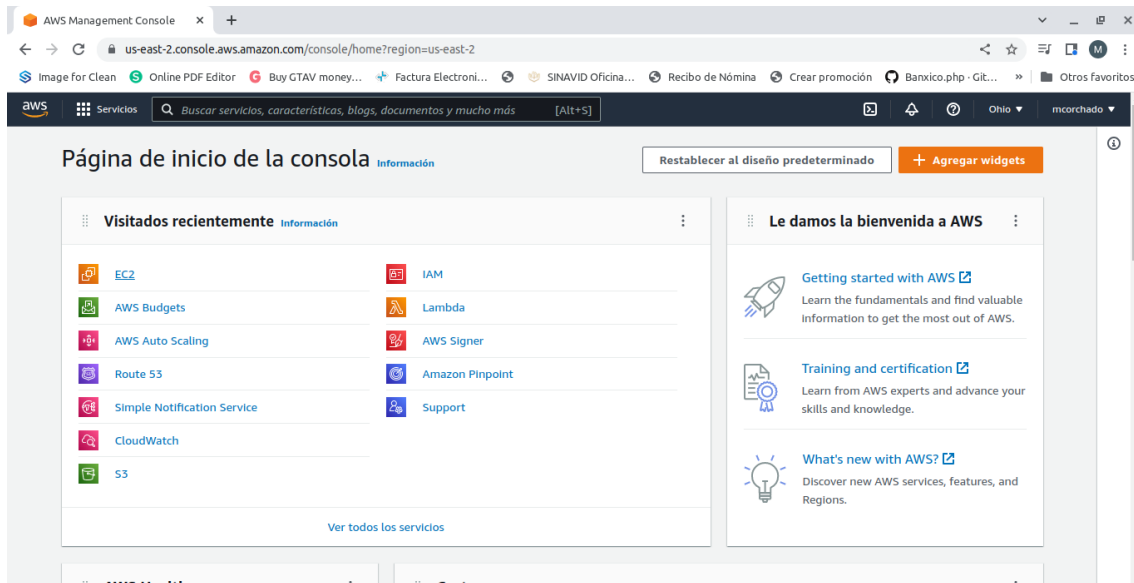 AWS Management Console
us-east-2.console.aws.amazon.com/console/home?region=us-east-2
M
Image for Clean Online PDF Editor Buy GTAV money... Factura Electroni... SINAVID Oficina... Recibo de Nómina Crear promoción Banxico.php · Git... » Otros favoritos
aws Servicios Buscar servicios, características, blogs, documentos y mucho más [Alt+S] Ohio ▼ mcorchado ▼
Página de inicio de la consola Información
Restablecer al diseño predeterminado
+ Agregar widgets
Visitados recientemente Información
EC2
AWS Budgets
AWS Auto Scaling
Route 53
Simple Notification Service
CloudWatch
S3
IAM
Lambda
AWS Signer
Amazon Pinpoint
Support
Ver todos los servicios
Le damos la bienvenida a AWS
Getting started with AWS
Learn the fundamentals and find valuable
information to get the most out of AWS.
Training and certification
Learn from AWS experts and advance your
skills and knowledge.
What's new with AWS?
Discover new AWS services, features, and
Regions.